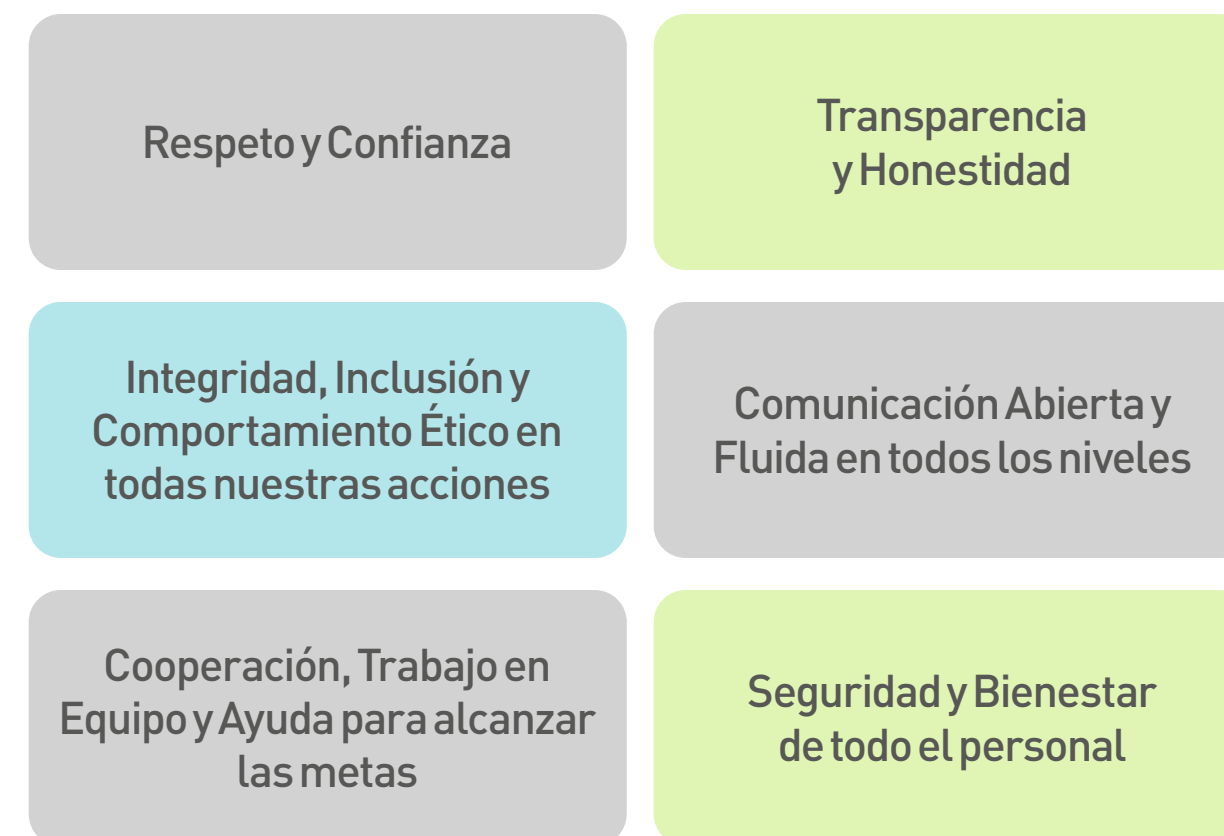 Respeto y Confianza
Transparencia
y Honestidad
Integridad, Inclusión y
Comportamiento Ético en
todas nuestras acciones
Comunicación Abierta y
Fluida en todos los niveles
Cooperación, Trabajo en
Equipo y Ayuda para alcanzar
las metas
Seguridad y Bienestar
de todo el personal